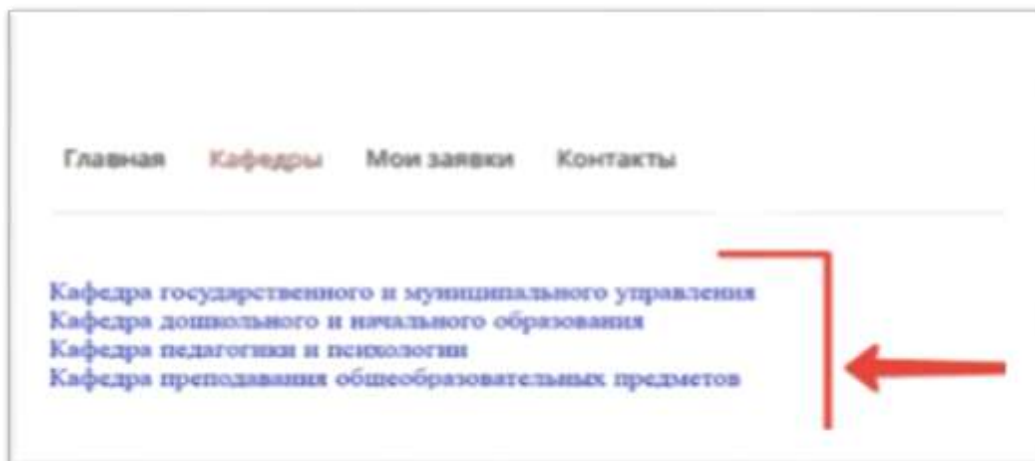 Главная Кафедры Мои заявки Контакты
Кафедра государственного и муниципального управления
Кафедра дошкольного и начального образования
Кафедра педагогики и психологии
Кафедра преподавания общеобразовательных предметов